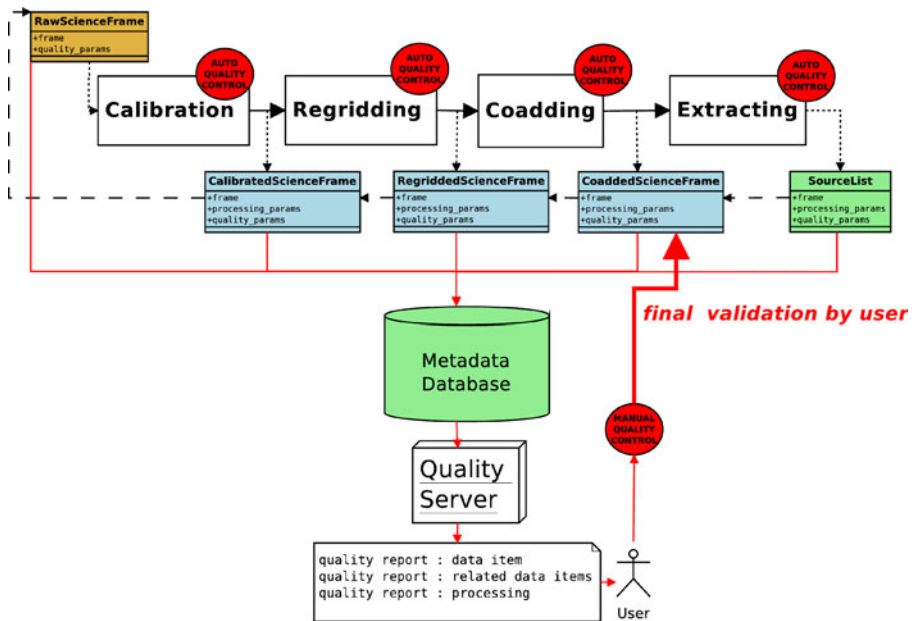 RawScienceFrame
+frame
+quality_params
AUTO
QUALITY
CONTROL
AUTO
QUALITY
CONTROL
AUTO
QUALITY
CONTROL
AUTO
QUALITY
CONTROL
Calibration
Regridding
Coadding
Extracting
CalibratedScienceFrame
+frame
+processing_params
+quality_params
RegriddedScienceFrame
+frame
+processing_params
+quality_params
CoaddedScienceFrame
+frame
+processing_params
+quality_params
SourceList
+frame
+processing_params
+quality_params
final validation by user
Metadata
Database
MANUAL
QUALITY
CONTROL
Quality
Server
quality report : data item
quality report : related data items
quality report : processing
User